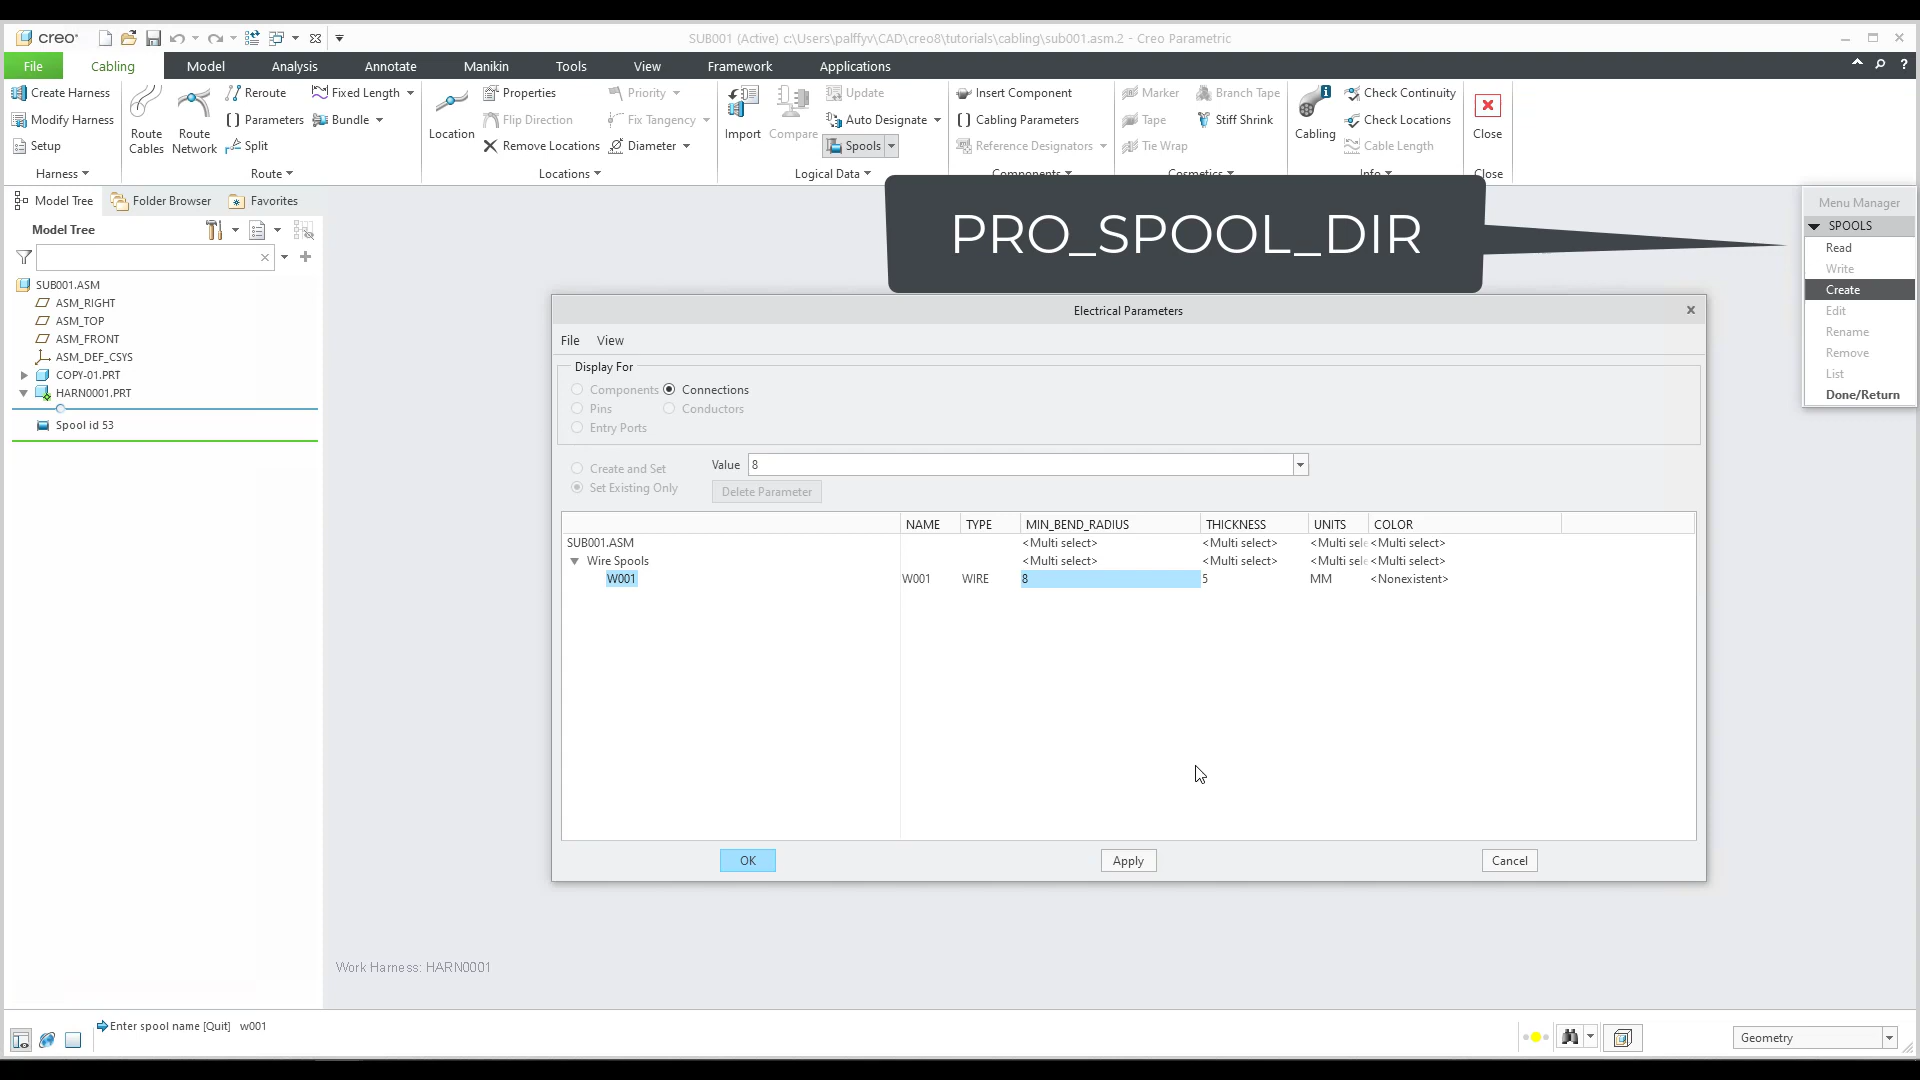 creo
SUB001 (Active) c:\Users\palffyv\CAD\creo8\tutorials\cabling\sub001.asm.2 - Creo Parametric
File Cabling Model Analysis Annotate Manikin Tools View Framework Applications
Create Harness
Modify Harness
Setup
Harness
Route Cables
Route Network
Reroute
Parameters
Split
Fixed Length
Bundle
Route
Location
Properties
Flip Direction
Remove Locations
Priority
Fix Tangency
Diameter
Locations
Import
Compare
Update
Auto Designate
Spools
Logical Data
Insert Component
Cabling Parameters
Reference Designators
Components
Marker
Tape
Tie Wrap
Branch Tape
Stiff Shrink
Cosmetics
Cabling
Check Continuity
Check Locations
Cable Length
Info
Close
Close
Model Tree Folder Browser Favorites
Model Tree
SUB001.ASM
ASM_RIGHT
ASM_TOP
ASM_FRONT
ASM_DEF_CSYS
COPY-01.PRT
HARN0001.PRT
Spool id 53
PRO_SPOOL_DIR
Menu Manager
SPOOLS
Read
Write
Create
Edit
Rename
Remove
List
Done/Return
Electrical Parameters
File View
Display For
Components Connections
Pins Conductors
Entry Ports
Create and Set
Set Existing Only
Value 8
Delete Parameter
NAME TYPE MIN_BEND_RADIUS THICKNESS UNITS COLOR
SUB001.ASM <Multi select> <Multi select> <Multi sele <Multi select>
Wire Spools <Multi select> <Multi select> <Multi sele <Multi select>
W001 W001 WIRE 8 5 MM <Nonexistent>
OK Apply Cancel
Work Harness: HARN0001
Enter spool name [Quit] w001
Geometry